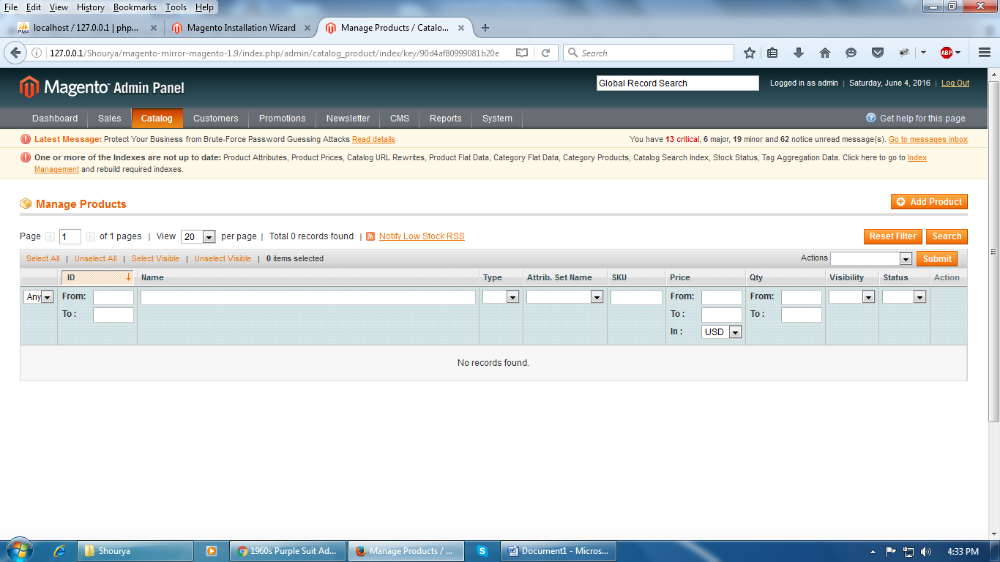 File Edit View History Bookmarks Tools Help
localhost / 127.0.0.1 | php...
Magento Installation Wizard
Manage Products / Catalo...
127.0.0.1/Shourya/magento-mirror-magento-1.9/index.php/admin/catalog_product/index/key/
Search
ABP
Magento Admin Panel
Global Record Search
Logged in as admin | Saturday, June 4, 2016 | Log Out
Dashboard Sales Catalog Customers Promotions Newsletter CMS Reports System
Get help for this page
Latest Message: Protect Your Business from Brute-Force Password Guessing Attacks Read details
You have 13 critical, 6 major, 19 minor and 62 notice unread message(s). Go to messages inbox
One or more of the Indexes are not up to date: Product Attributes, Product Prices, Catalog URL Rewrites, Product Flat Data, Category Flat Data, Category Products, Catalog Search Index, Stock Status, Tag Aggregation Data. Click here to go to Index
Management and rebuild required indexes.
Manage Products
Add Product
Page 1 of 1 pages | View 20 per page | Total 0 records found | Notify Low Stock RSS
Reset Filter Search
Select All | Unselect All | Select Visible | Unselect Visible | 0 items selected
Actions Submit
ID Name Type Attrib. Set Name SKU Price Qty Visibility Status Action
Any From: From: From:
To : To : To :
In : USD
No records found.
Shourya
1960s Purple Suit Ad...
Manage Products / ...
Document1 - Micros...
4:33 PM